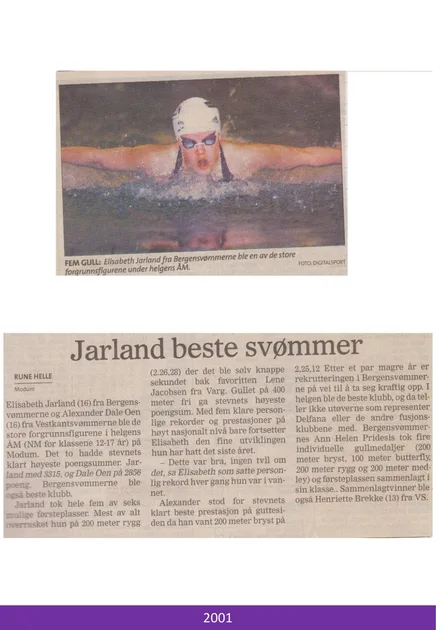 FEM GULL: Elisabeth Jarland fra Bergensvømmerne ble en av de store
forgrunnsfigurene under helgens ÅM.
FOTO: DIGITALSPORT
Jarland beste svømmer
RUNE HELLE
Modum
Elisabeth Jarland (16) fra Bergens-
svømmerne og Alexander Dale Oen
(16) fra Vestkantsvømmerne ble de
store forgrunnsfigurene i helgens
ÅM (NM for klassene 12-17 år) på
Modum. Det to hadde stevnets
klart høyeste poengsummer. Jar-
land med 3315, og Dale Oen på 2856
poeng. Bergensvømmerne ble
også beste klubb.
Jarland tok hele fem av seks
mulige førsteplasser. Mest av alt
overrasket hun på 200 meter rygg
(2.26,28) der det ble sølv knappe
sekundet bak favoritten Lene
Jacobsen fra Varg. Gullet på 400
meter fri ga stevnets høyeste
poengsum. Med fem klare person-
lige rekorder og prestasjoner på
høyt nasjonalt nivå bare fortsetter
Elisabeth den fine utviklingen
hun har hatt det siste året.
– Dette var bra, ingen tvil om
det, sa Elisabeth som satte person-
lig rekord hver gang hun var i van-
net.
Alexander stod for stevnets
klart beste prestasjon på guttesi-
den da han vant 200 meter bryst på
2,25,12 Etter et par magre år er
rekrutteringen i Bergensvømmer-
ne på vei til å ta seg kraftig opp. I
helgen ble de beste klubb, og da tel-
ler ikke utøverne som representer
Delfana eller de andre fusjons-
klubbene med. Bergensvømmer-
nes Ann Helen Pridesis tok fire
individuelle gullmedaljer (200
meter bryst, 100 meter butterfly,
200 meter rygg og 200 meter med-
ley) og førsteplassen sammenlagt i
sin klasse.. Sammenlagtvinner ble
også Henriette Brekke (13) fra VS.
2001